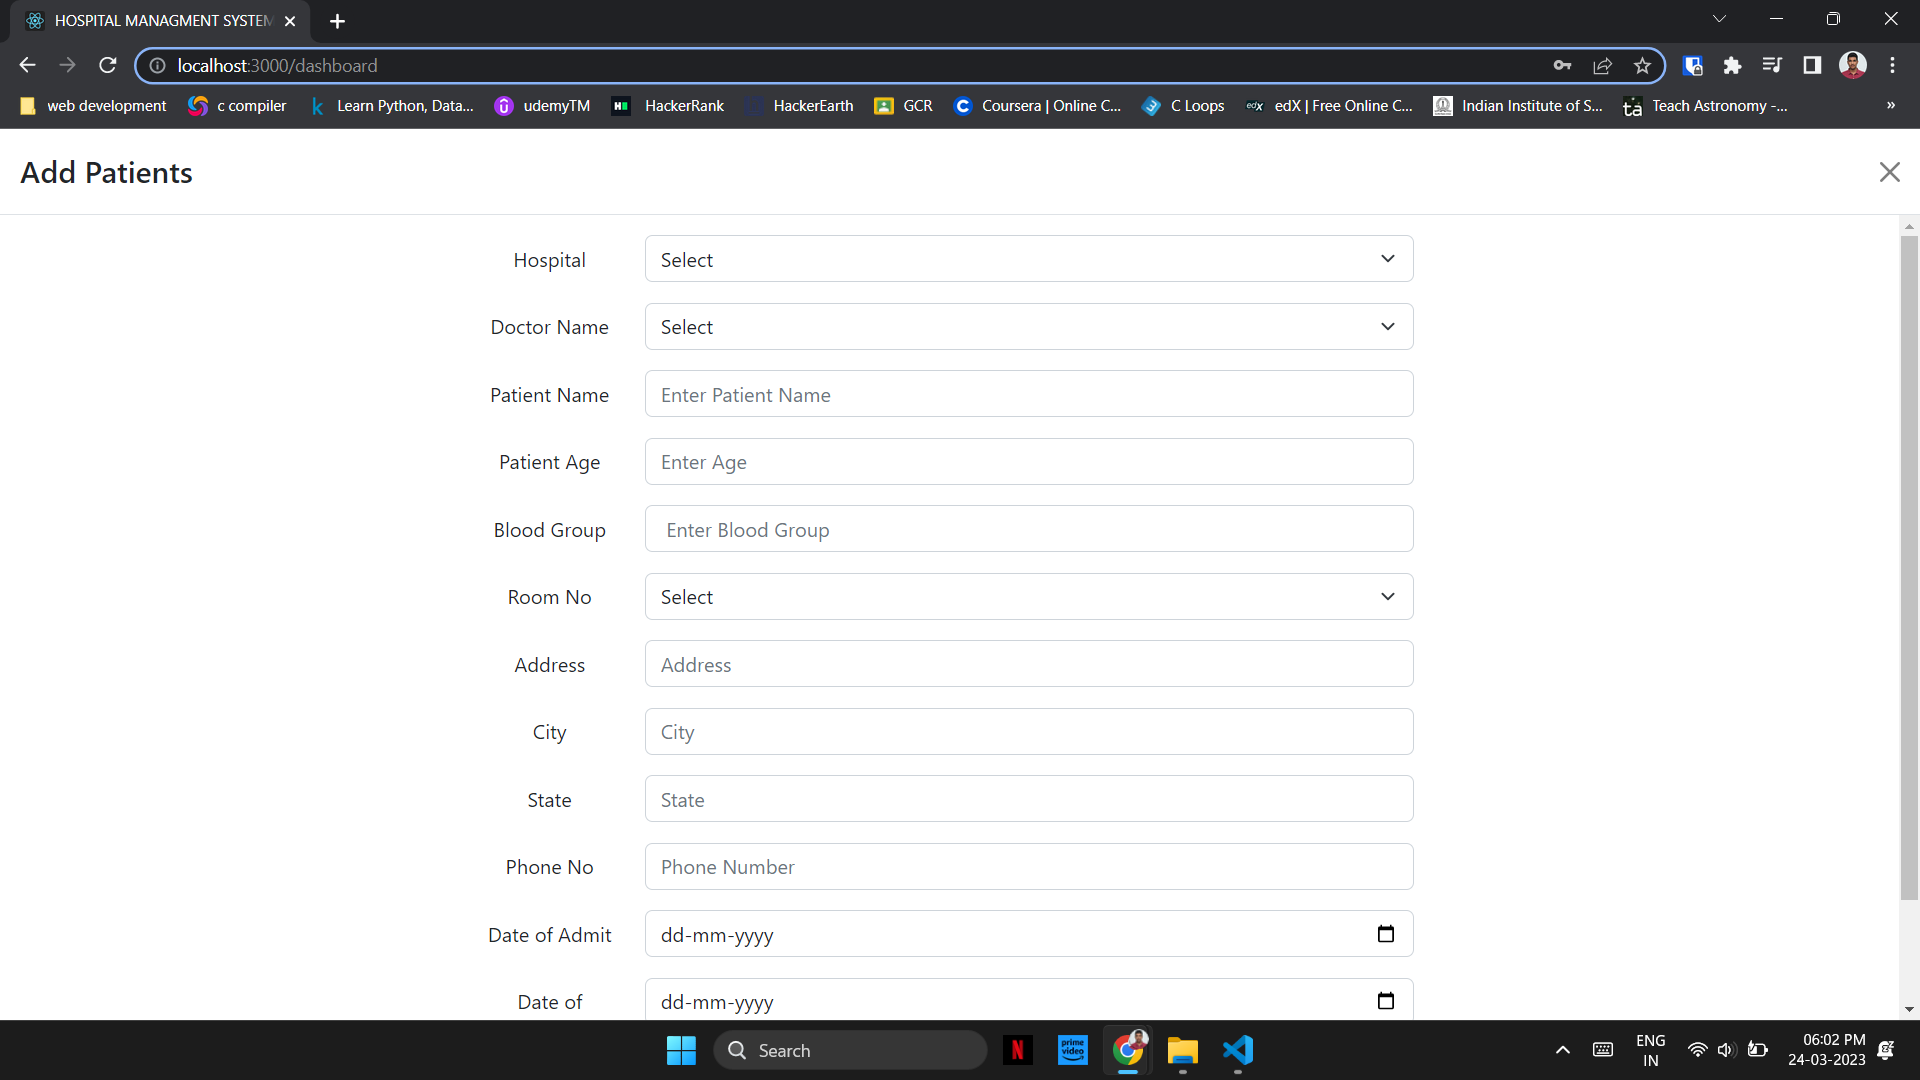 HOSPITAL MANAGMENT SYSTEM
localhost:3000/dashboard
web development c compiler k Learn Python, Data... udemyTM HackerRank HackerEarth GCR Coursera | Online C... C Loops edX | Free Online C... Indian Institute of S... ta Teach Astronomy -... »
Add Patients
Hospital Select
Doctor Name Select
Patient Name Enter Patient Name
Patient Age Enter Age
Blood Group Enter Blood Group
Room No Select
Address Address
City City
State State
Phone No Phone Number
Date of Admit dd-mm-yyyy
Date of dd-mm-yyyy
Search N prime video
ENG
IN
06:02 PM
24-03-2023